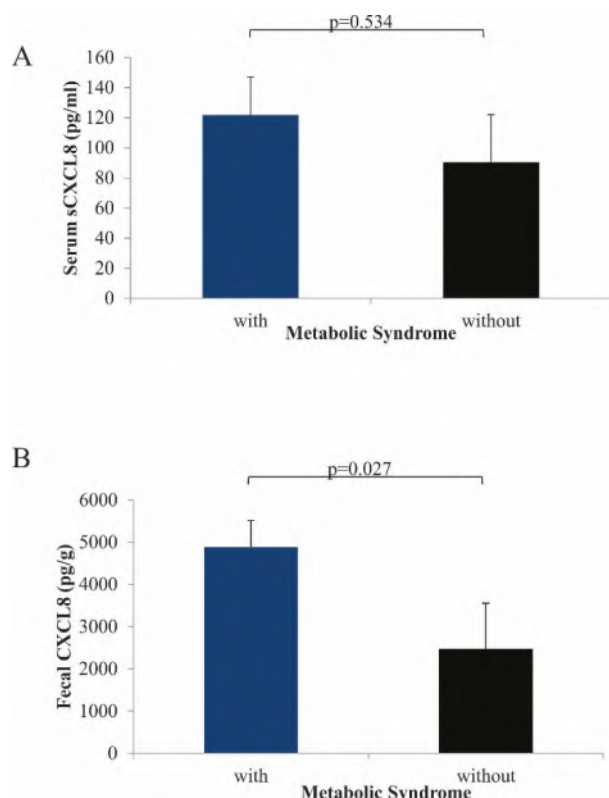 p=0.534
A
160
140
120
100
80
60
40
20
0
Serum sCXCL8 (pg/ml)
with
without
Metabolic Syndrome
B
p=0.027
6000
5000
4000
3000
2000
1000
0
Fecal CXCL8 (pg/g)
with
without
Metabolic Syndrome